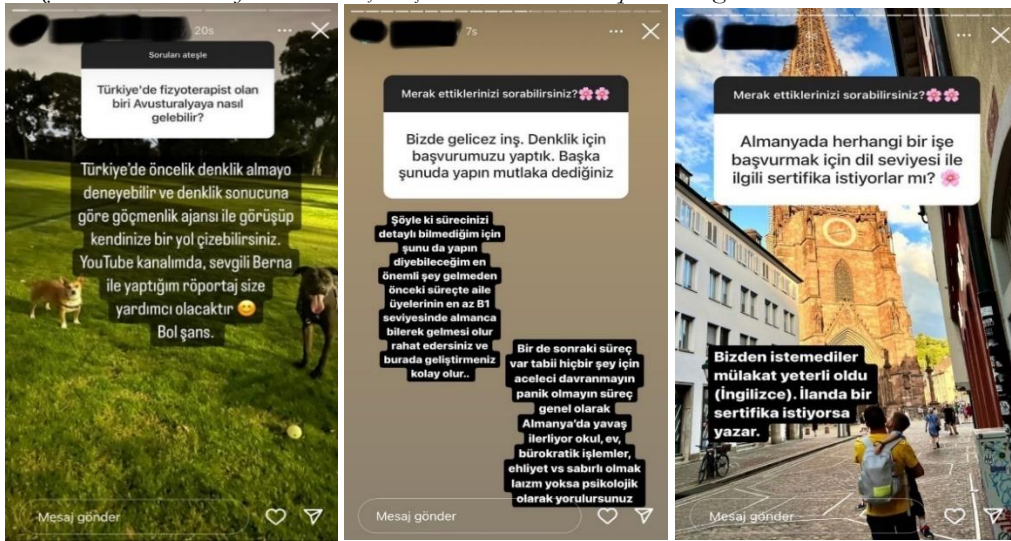 20s
Soruları ateşle
Türkiye'de fizyoterapist olan
biri Avusturalyaya nasıl
gelebilir?
Türkiye'de öncelik denklik almayo
deneyebilir ve denklik sonucuna
göre göçmenlik ajansı ile görüşüp
kendinize bir yol çizebilirsiniz.
YouTube kanalımda, sevgili Berna
ile yaptığım röportaj size
yardımcı olacaktır 😊
Bol şans.
Mesaj gönder
7s
Merak ettiklerinizi sorabilirsiniz?🌸🌸
Bizde gelicez inş. Denklik için
başvurumuzu yaptık. Başka
şunuda yapın mutlaka dediğiniz
Şöyle ki sürecinizi
detaylı bilmediğim için
şunu da yapın
diyebileceğim en
önemli şey gelmeden
önceki süreçte aile
üyelerinin en az B1
seviyesinde almanca
bilerek gelmesi olur
rahat edersiniz ve
burada geliştirmeniz
kolay olur..
Bir de sonraki süreç
var tabii hiçbir şey için
aceleci davranmayın
panik olmayın süreç
genel olarak
Almanya'da yavaş
ilerliyor okul, ev,
bürokratik işlemler,
ehliyet vs sabırlı olmak
laızm yoksa psikolojik
olarak yorulursunuz
Mesaj gönder
Merak ettiklerinizi sorabilirsiniz?🌸🌸
Almanyada herhangi bir işe
başvurmak için dil seviyesi ile
ilgili sertifika istiyorlar mı? 🌸
Bizden istemediler
mülakat yeterli oldu
(İngilizce). İlanda bir
sertifika istiyorsa
yazar.
Mesaj gönder